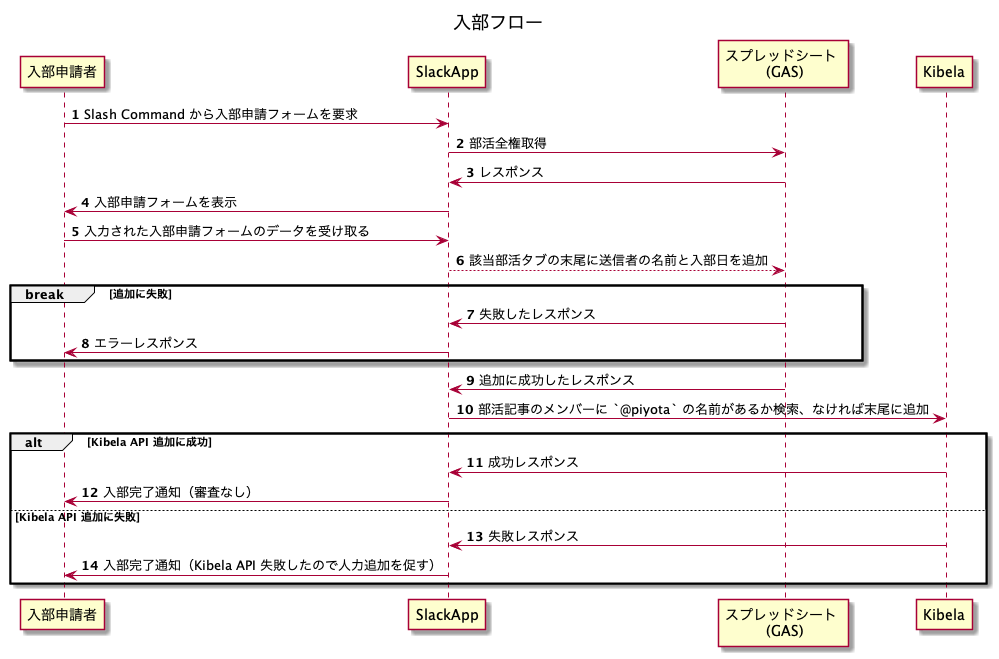 入部フロー
入部申請者
SlackApp
スプレッドシート
(GAS)
Kibela
1 Slash Command から入部申請フォームを要求
2 部活全権取得
3 レスポンス
4 入部申請フォームを表示
5 入力された入部申請フォームのデータを受け取る
6 該当部活タブの末尾に送信者の名前と入部日を追加
break [追加に失敗]
7 失敗したレスポンス
8 エラーレスポンス
9 追加に成功したレスポンス
10 部活記事のメンバーに `@piyota` の名前があるか検索、なければ末尾に追加
alt [Kibela API 追加に成功]
11 成功レスポンス
12 入部完了通知（審査なし）
[Kibela API 追加に失敗]
13 失敗レスポンス
14 入部完了通知（Kibela API 失敗したので人力追加を促す）
入部申請者
SlackApp
スプレッドシート
(GAS)
Kibela